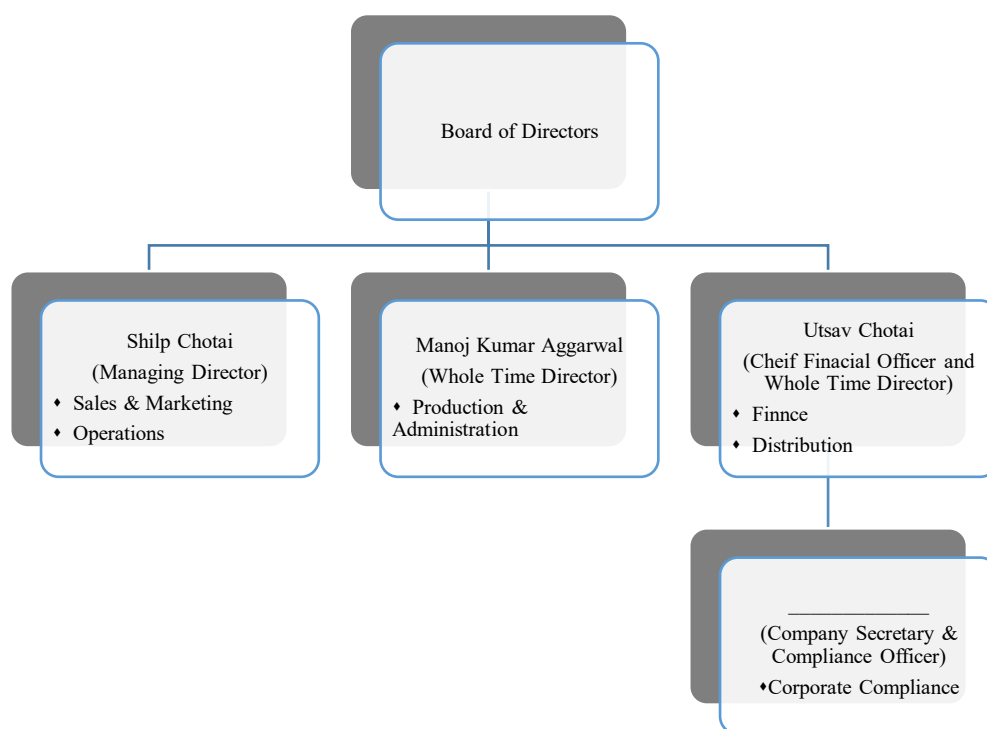 Board of Directors
Shilp Chotai
(Managing Director)
♦ Sales & Marketing
♦ Operations
Manoj Kumar Aggarwal
(Whole Time Director)
♦ Production &
Administration
Utsav Chotai
(Cheif Finacial Officer and
Whole Time Director)
♦ Finnce
♦ Distribution
_____________
(Company Secretary &
Compliance Officer)
♦Corporate Compliance